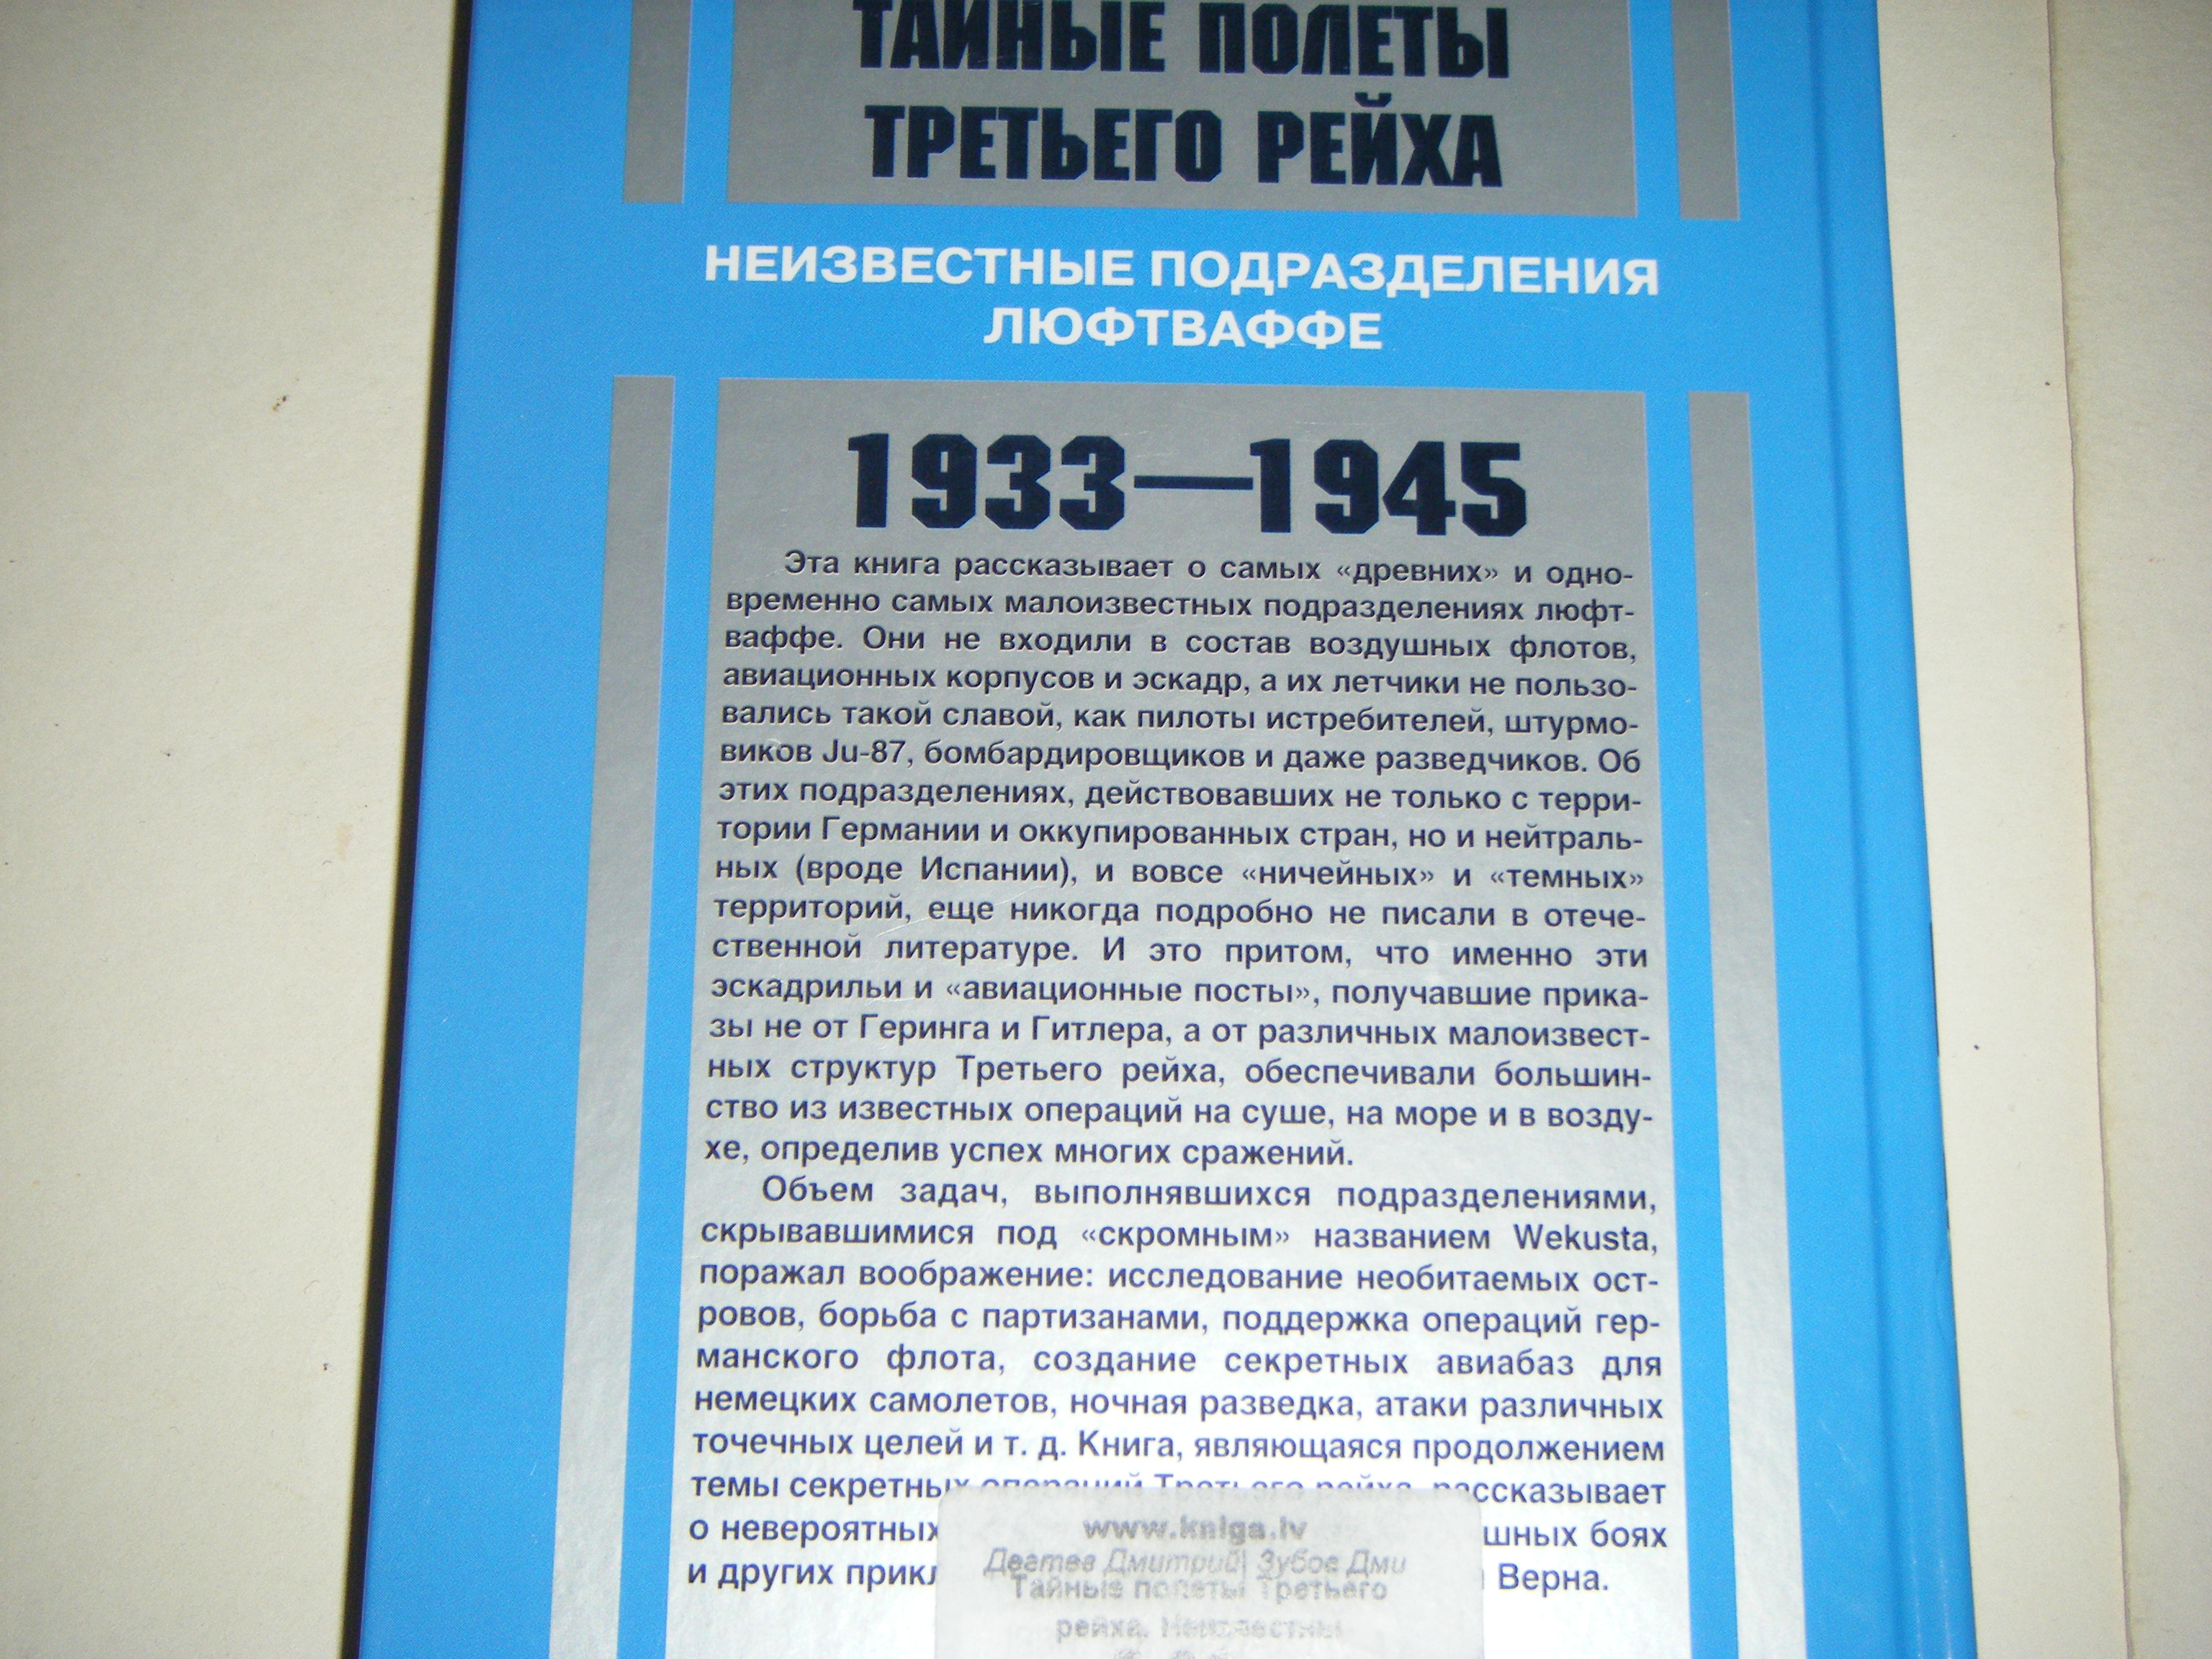 ТАЙНЫЕ ПОЛЕТЫ
ТРЕТЬЕГО РЕЙХА
НЕИЗВЕСТНЫЕ ПОДРАЗДЕЛЕНИЯ
ЛЮФТВАФФЕ
1933—1945
Эта книга рассказывает о самых «древних» и одно-
временно самых малоизвестных подразделениях люфт-
ваффе. Они не входили в состав воздушных флотов,
авиационных корпусов и эскадр, а их летчики не пользо-
вались такой славой, как пилоты истребителей, штурмо-
виков Ju-87, бомбардировщиков и даже разведчиков. Об
этих подразделениях, действовавших не только с терри-
тории Германии и оккупированных стран, но и нейтраль-
ных (вроде Испании), и вовсе «ничейных» и «темных»
территорий, еще никогда подробно не писали в отече-
ственной литературе. И это притом, что именно эти
эскадрильи и «авиационные посты», получавшие прика-
зы не от Геринга и Гитлера, а от различных малоизвест-
ных структур Третьего рейха, обеспечивали большин-
ство из известных операций на суше, на море и в возду-
хе, определив успех многих сражений.
Объем задач, выполнявшихся подразделениями,
скрывавшимися под «скромным» названием Wekusta,
поражал воображение: исследование необитаемых ост-
ровов, борьба с партизанами, поддержка операций гер-
манского флота, создание секретных авиабаз для
немецких самолетов, ночная разведка, атаки различных
точечных целей и т. д. Книга, являющаяся продолжением
темы секретных операций Третьего рейха, рассказывает
о невероятных шных боях
и других прикл Верна.
www.kniga.lv
Дегтев Дмитрий| Зубов Дми
Тайные полеты Третьего
рейха. Неизвестны